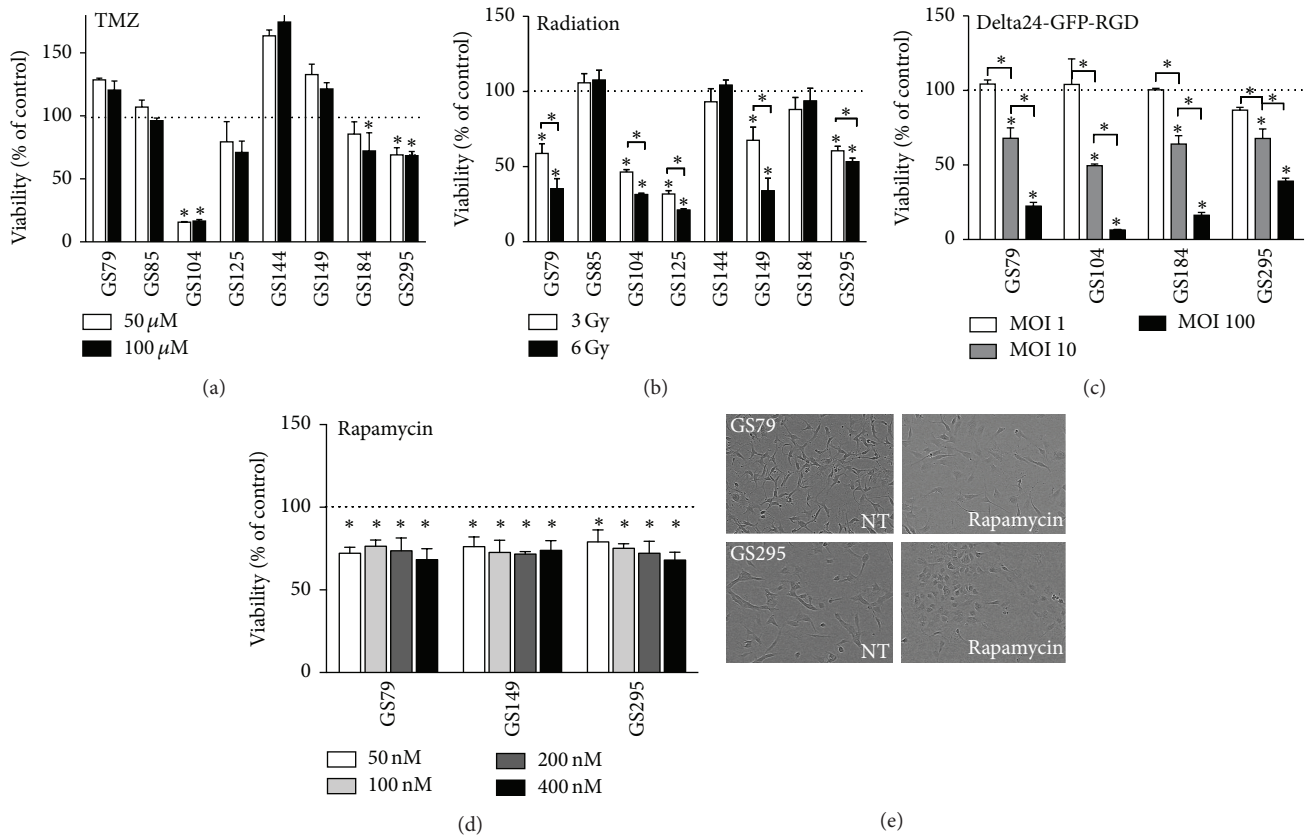 TMZ
Viability (% of control)
150
100
50
0
* * * * *
GS79 GS85 GS104 GS125 GS144 GS149 GS184 GS295
50 μM
100 μM
(a)
Radiation
Viability (% of control)
150
100
50
0
* * * *
* * * * * * * * * *
GS79 GS85 GS104 GS125 GS144 GS149 GS184 GS295
3 Gy
6 Gy
(b)
Delta24-GFP-RGD
Viability (% of control)
150
100
50
0
* * * * * * * *
* * * * * * * *
GS79 GS104 GS184 GS295
MOI 1
MOI 10
MOI 100
(c)
Rapamycin
Viability (% of control)
150
100
50
0
* * * * * * * * * * * *
GS79 GS149 GS295
50 nM
100 nM
200 nM
400 nM
(d)
GS79
NT
Rapamycin
GS295
NT
Rapamycin
(e)